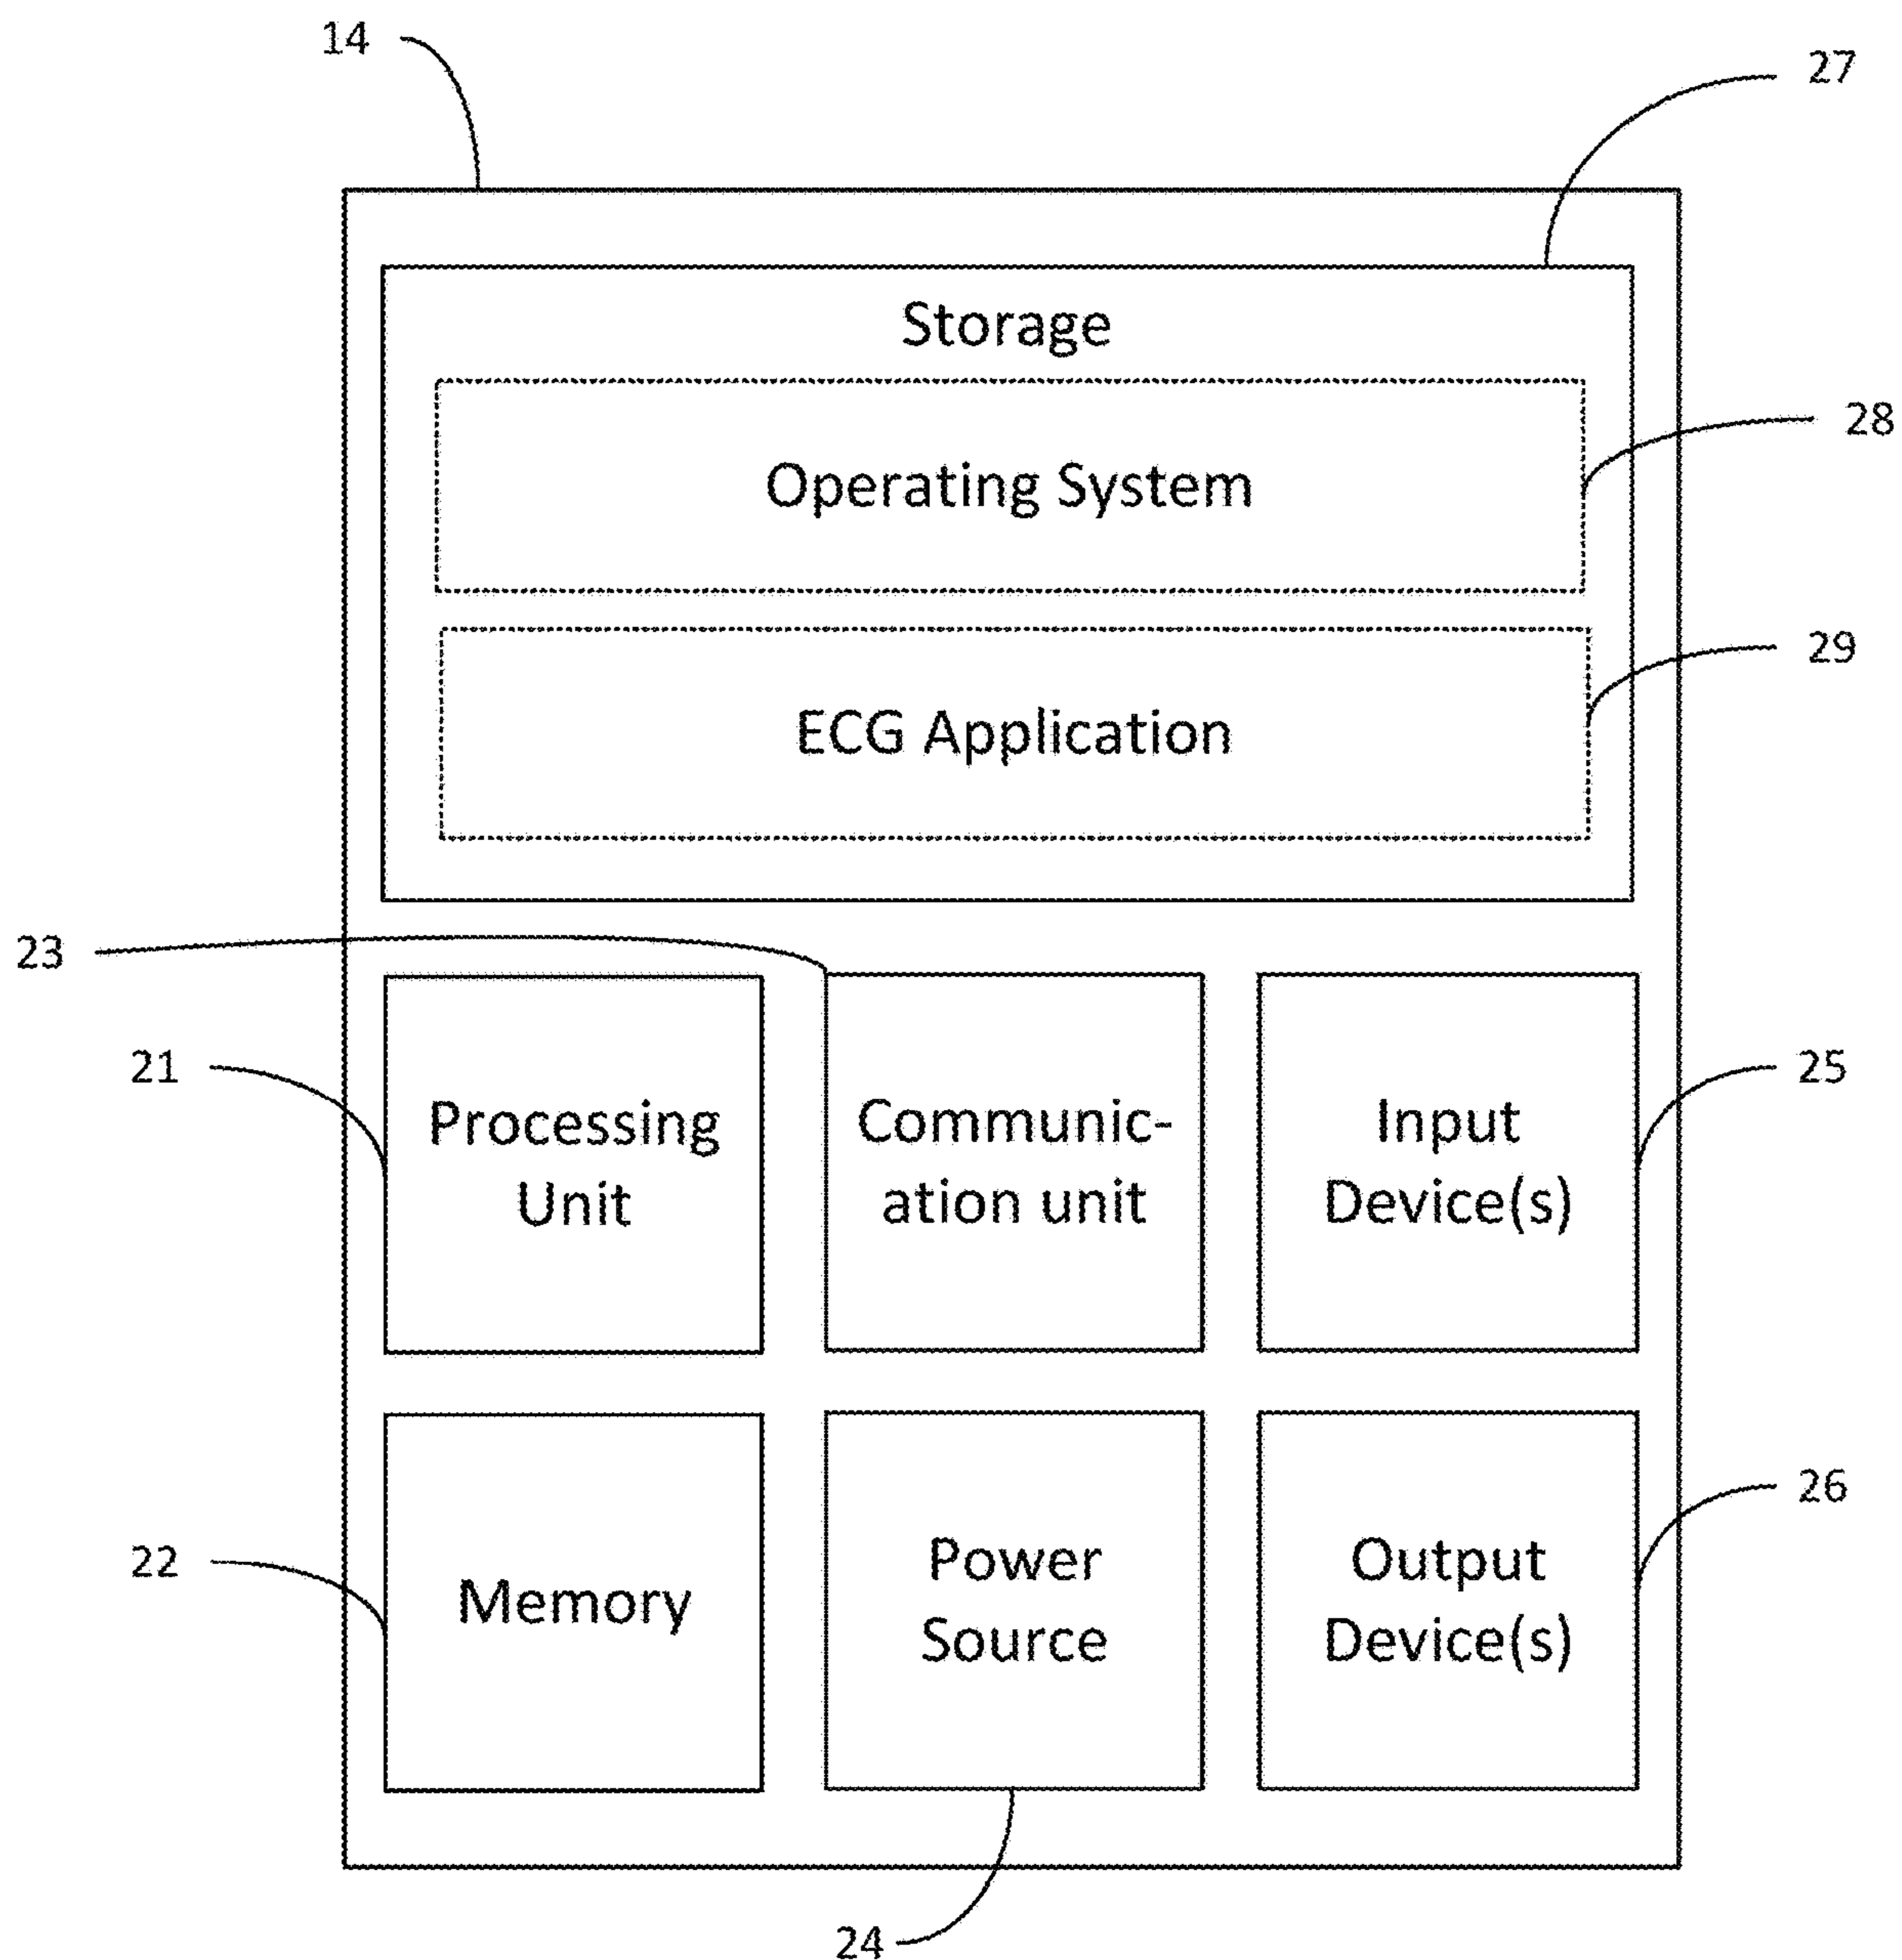 14
27
Storage
28
Operating System
29
ECG Application
23
21
25
Processing
Unit
Communic-
ation unit
Input
Device(s)
22
26
Memory
Power
Source
Output
Device(s)
24